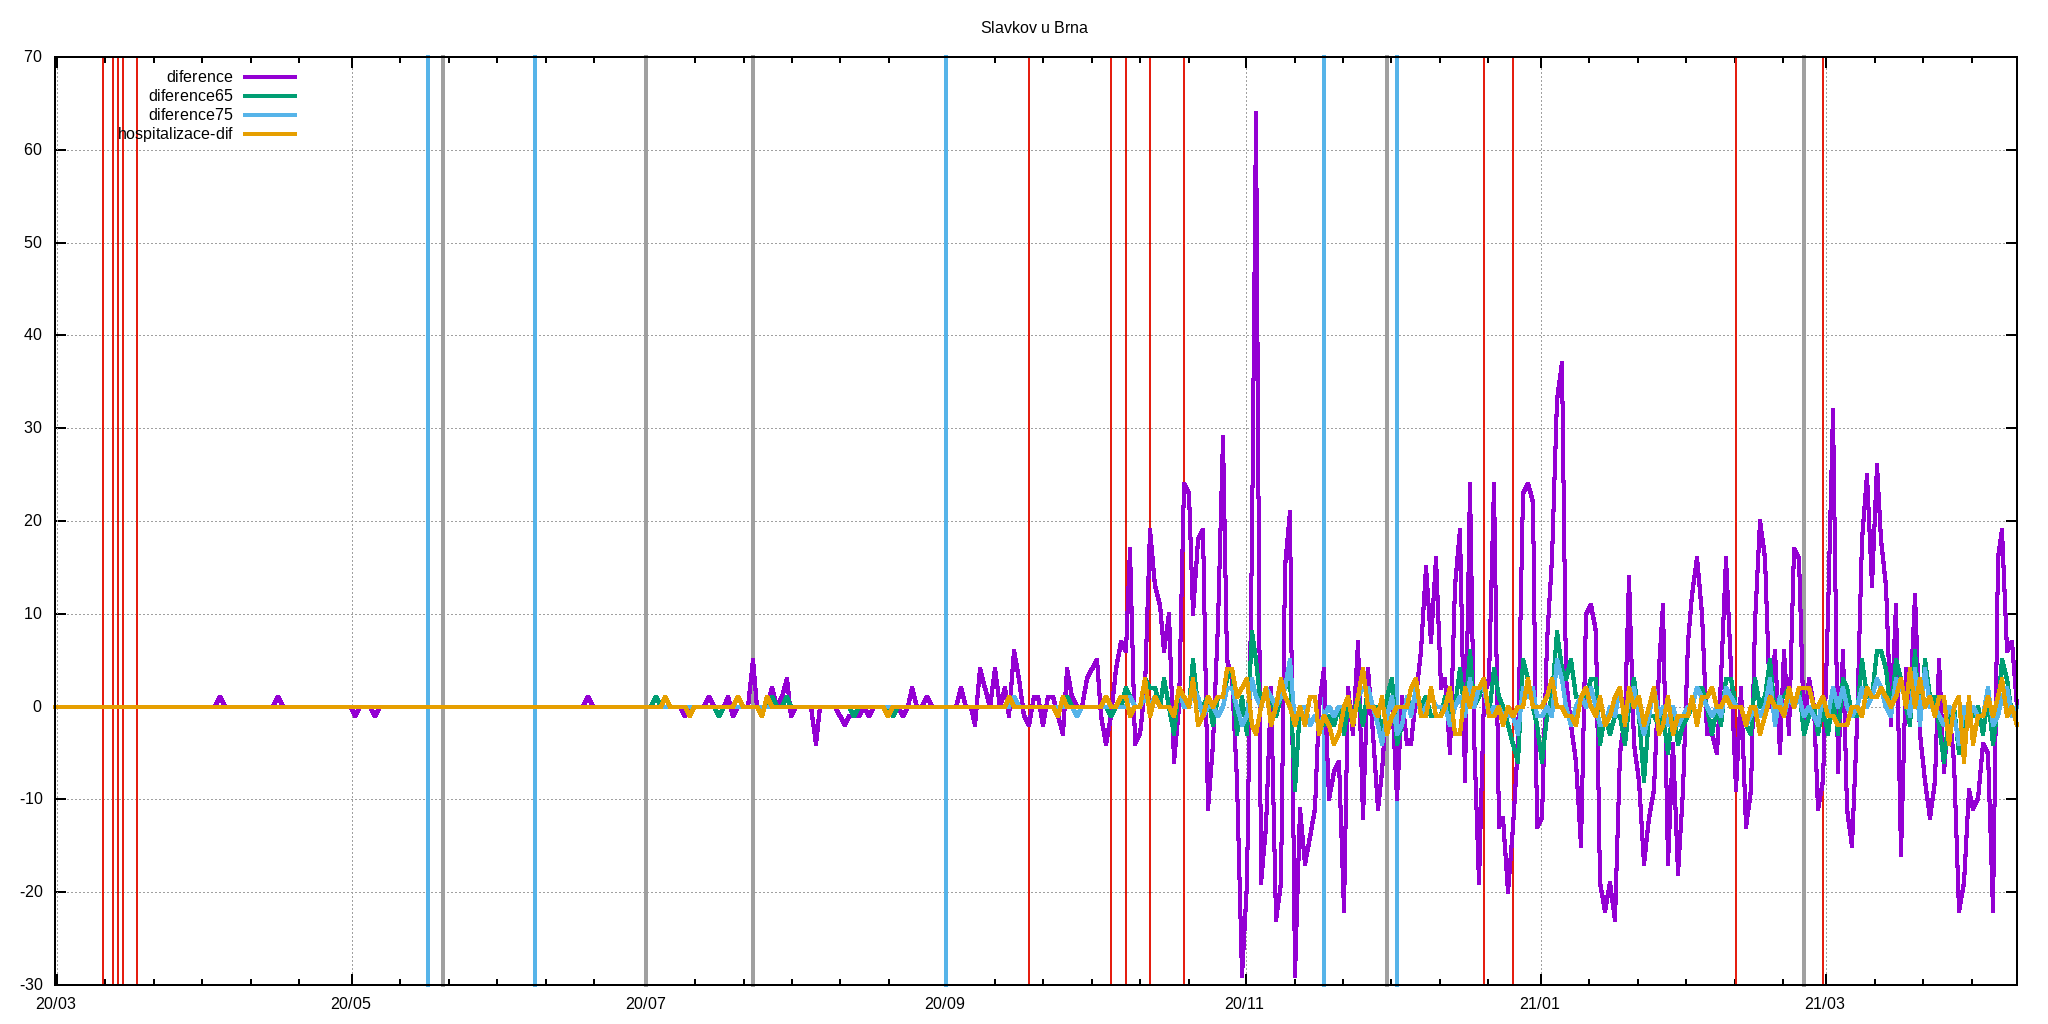 Slavkov u Brna
70
60
50
40
30
20
10
0
-10
-20
-30
diference
diference65
diference75
hospitalizace-dif
20/03 20/05 20/07 20/09 20/11 21/01 21/03